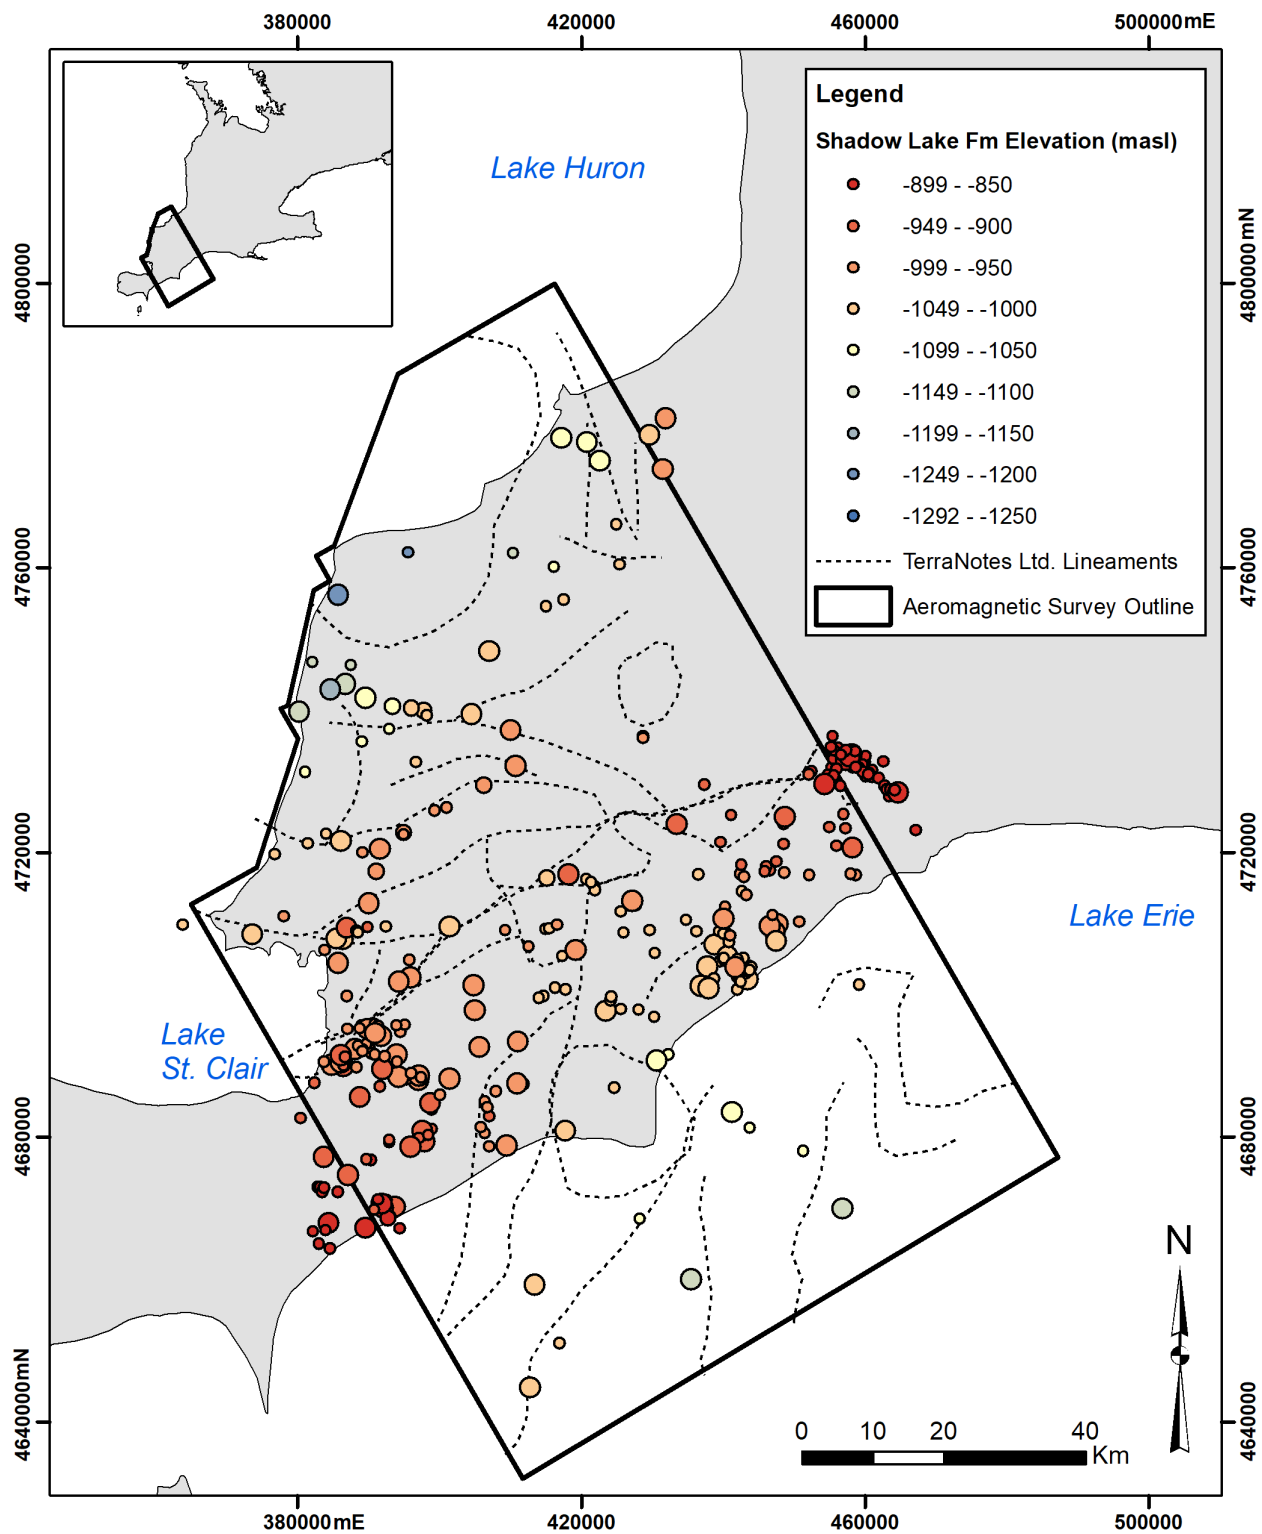 380000
420000
460000
500000mE
Legend
Shadow Lake Fm Elevation (masl)
-899 - -850
-949 - -900
-999 - -950
-1049 - -1000
-1099 - -1050
-1149 - -1100
-1199 - -1150
-1249 - -1200
-1292 - -1250
TerraNotes Ltd. Lineaments
Aeromagnetic Survey Outline
Lake Huron
4800000
4800000mN
4760000
4760000
4720000
4720000
Lake Erie
Lake
St. Clair
4680000
4680000
N
4640000mN
4640000
0
10
20
40
Km
380000mE
420000
460000
500000